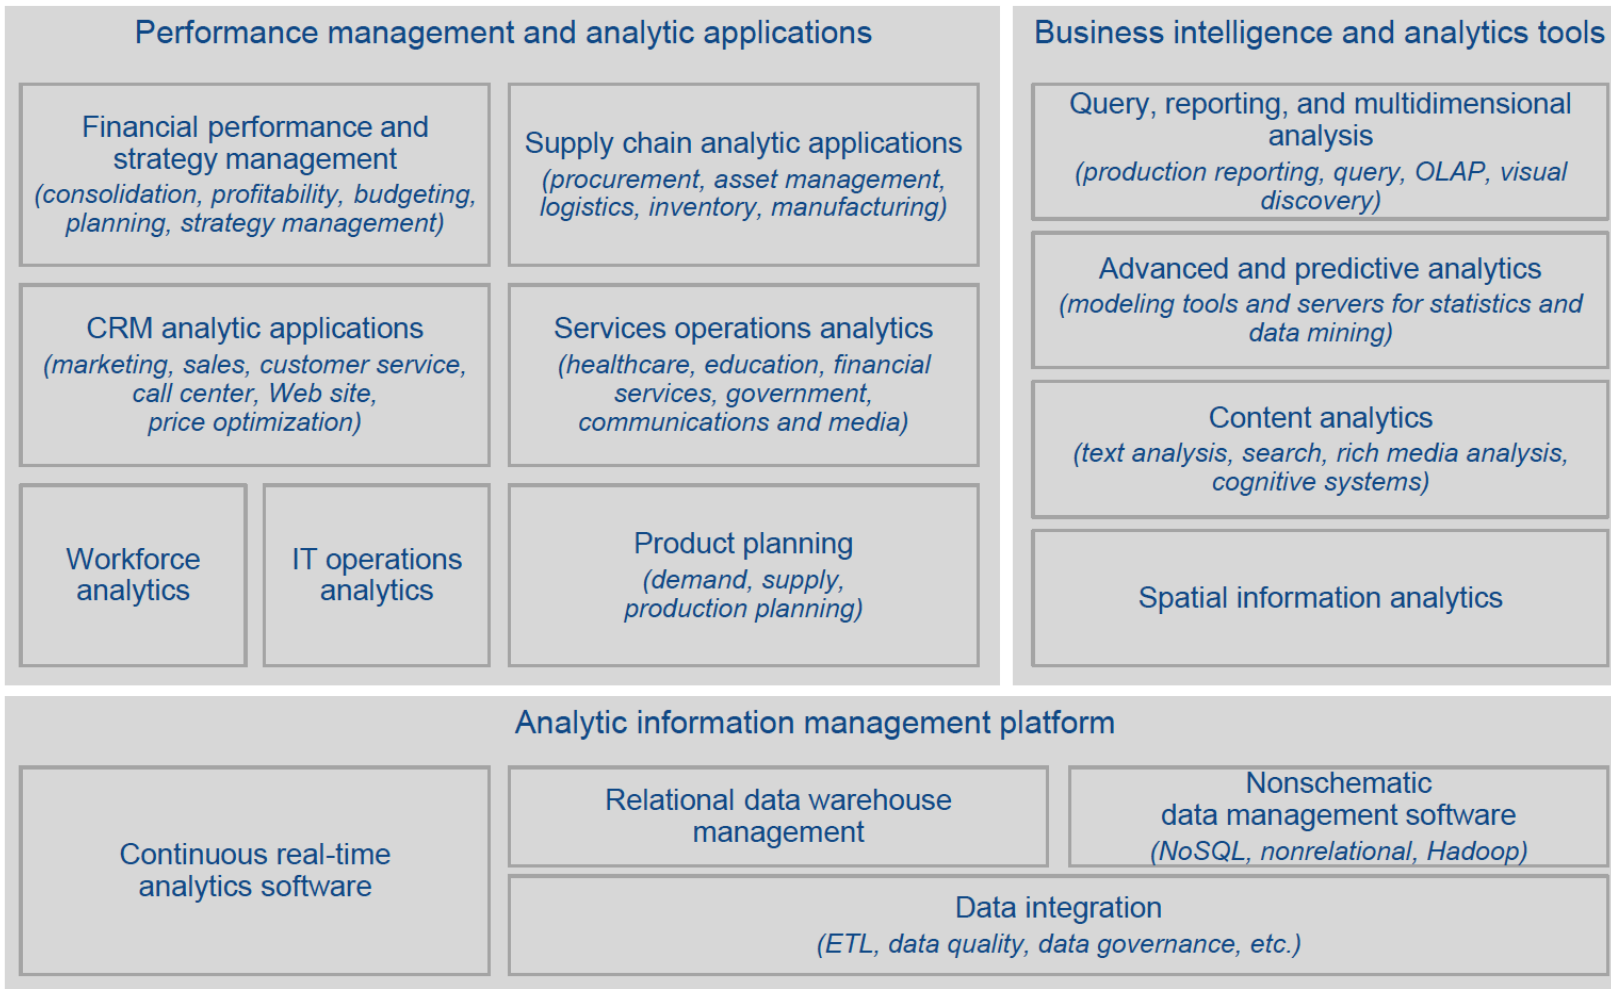 Performance management and analytic applications
Financial performance and
strategy management
(consolidation, profitability, budgeting,
planning, strategy management)
Supply chain analytic applications
(procurement, asset management,
logistics, inventory, manufacturing)
CRM analytic applications
(marketing, sales, customer service,
call center, Web site,
price optimization)
Services operations analytics
(healthcare, education, financial
services, government,
communications and media)
Workforce
analytics
IT operations
analytics
Product planning
(demand, supply,
production planning)
Business intelligence and analytics tools
Query, reporting, and multidimensional
analysis
(production reporting, query, OLAP, visual
discovery)
Advanced and predictive analytics
(modeling tools and servers for statistics and
data mining)
Content analytics
(text analysis, search, rich media analysis,
cognitive systems)
Spatial information analytics
Analytic information management platform
Continuous real-time
analytics software
Relational data warehouse
management
Nonschematic
data management software
(NoSQL, nonrelational, Hadoop)
Data integration
(ETL, data quality, data governance, etc.)